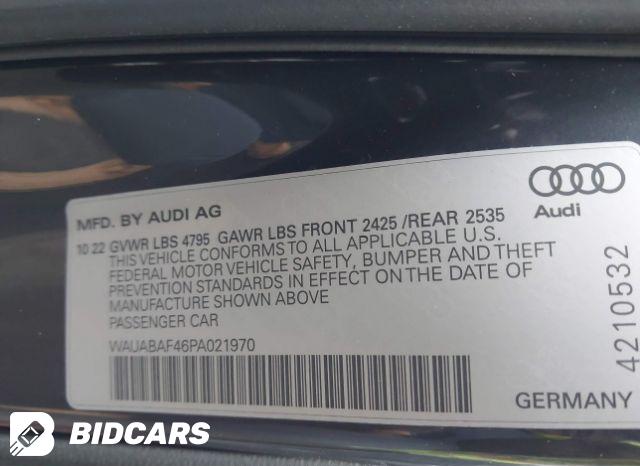 MFD. BY AUDI AG
10 22 GVWR LBS 4795 GAWR LBS FRONT 2425 /REAR 2535
THIS VEHICLE CONFORMS TO ALL APPLICABLE U.S.
FEDERAL MOTOR VEHICLE SAFETY, BUMPER AND THEFT
PREVENTION STANDARDS IN EFFECT ON THE DATE OF
MANUFACTURE SHOWN ABOVE
PASSENGER CAR
WAUABAF46PA021970
Audi
4210532
GERMANY
BIDCARS